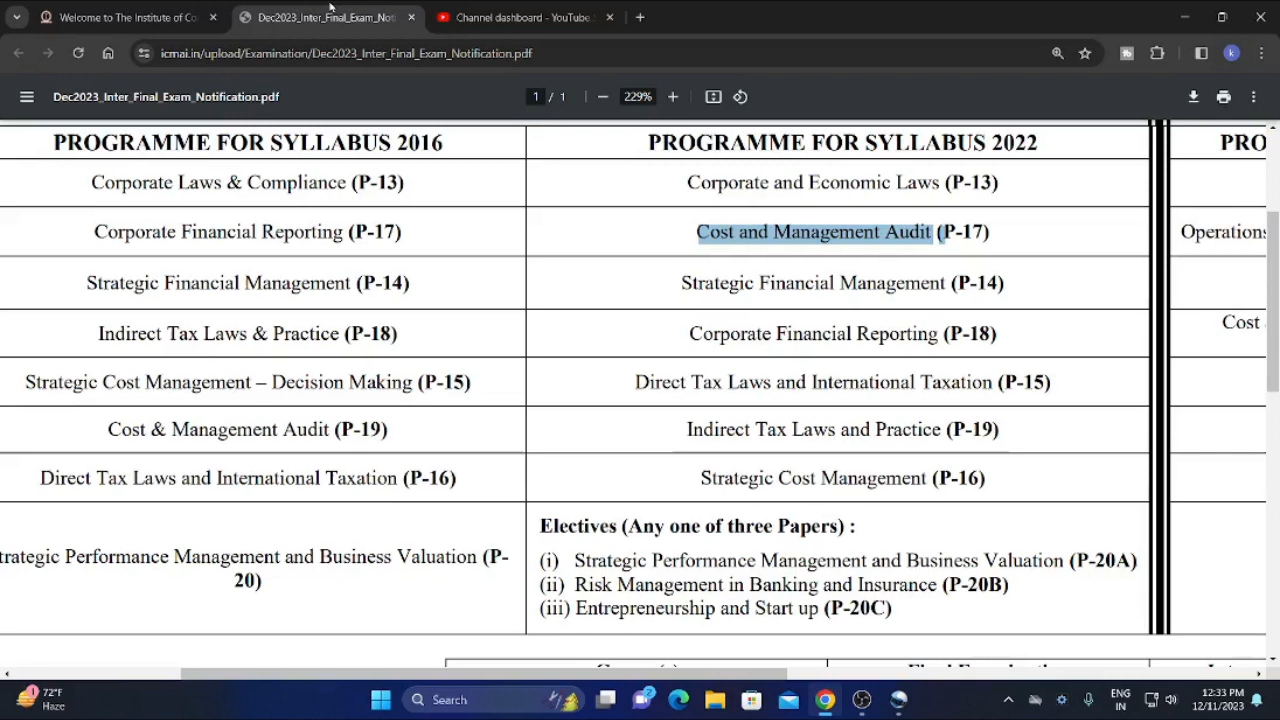 Welcome to The Institute of Co
Dec2023_Inter_Final_Exam_Noti
Channel dashboard - YouTube
icmai.in/upload/Examination/Dec2023_Inter_Final_Exam_Notification.pdf
k
Dec2023_Inter_Final_Exam_Notification.pdf
1 / 1
229%
PROGRAMME FOR SYLLABUS 2016
PROGRAMME FOR SYLLABUS 2022
PRO
Corporate Laws & Compliance (P-13)
Corporate and Economic Laws (P-13)
Corporate Financial Reporting (P-17)
Cost and Management Audit (P-17)
Operations
Strategic Financial Management (P-14)
Strategic Financial Management (P-14)
Indirect Tax Laws & Practice (P-18)
Corporate Financial Reporting (P-18)
Cost
Strategic Cost Management – Decision Making (P-15)
Direct Tax Laws and International Taxation (P-15)
Cost & Management Audit (P-19)
Indirect Tax Laws and Practice (P-19)
Direct Tax Laws and International Taxation (P-16)
Strategic Cost Management (P-16)
trategic Performance Management and Business Valuation (P-
20)
Electives (Any one of three Papers) :
(i) Strategic Performance Management and Business Valuation (P-20A)
(ii) Risk Management in Banking and Insurance (P-20B)
(iii) Entrepreneurship and Start up (P-20C)
1
72°F
Haze
Search
2
ENG
IN
12:33 PM
12/11/2023